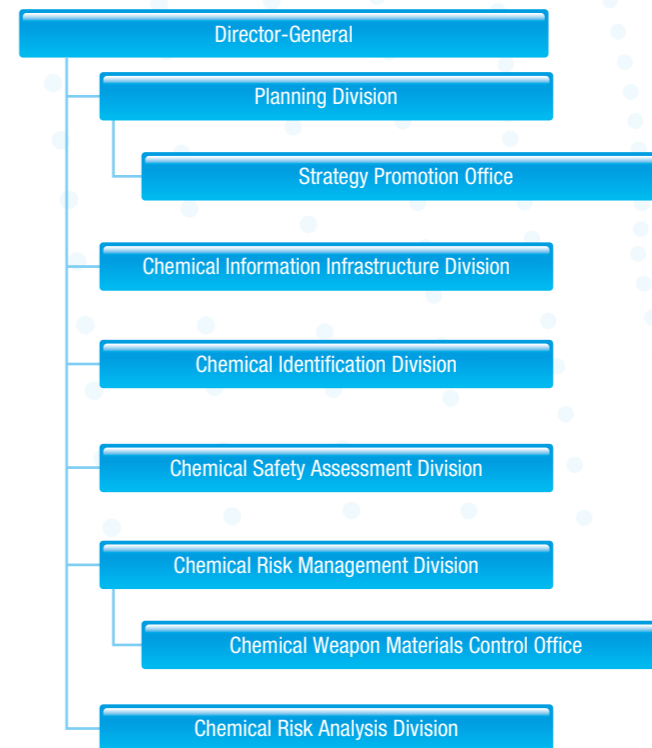 Director-General
Planning Division
Strategy Promotion Office
Chemical Information Infrastructure Division
Chemical Identification Division
Chemical Safety Assessment Division
Chemical Risk Management Division
Chemical Weapon Materials Control Office
Chemical Risk Analysis Division